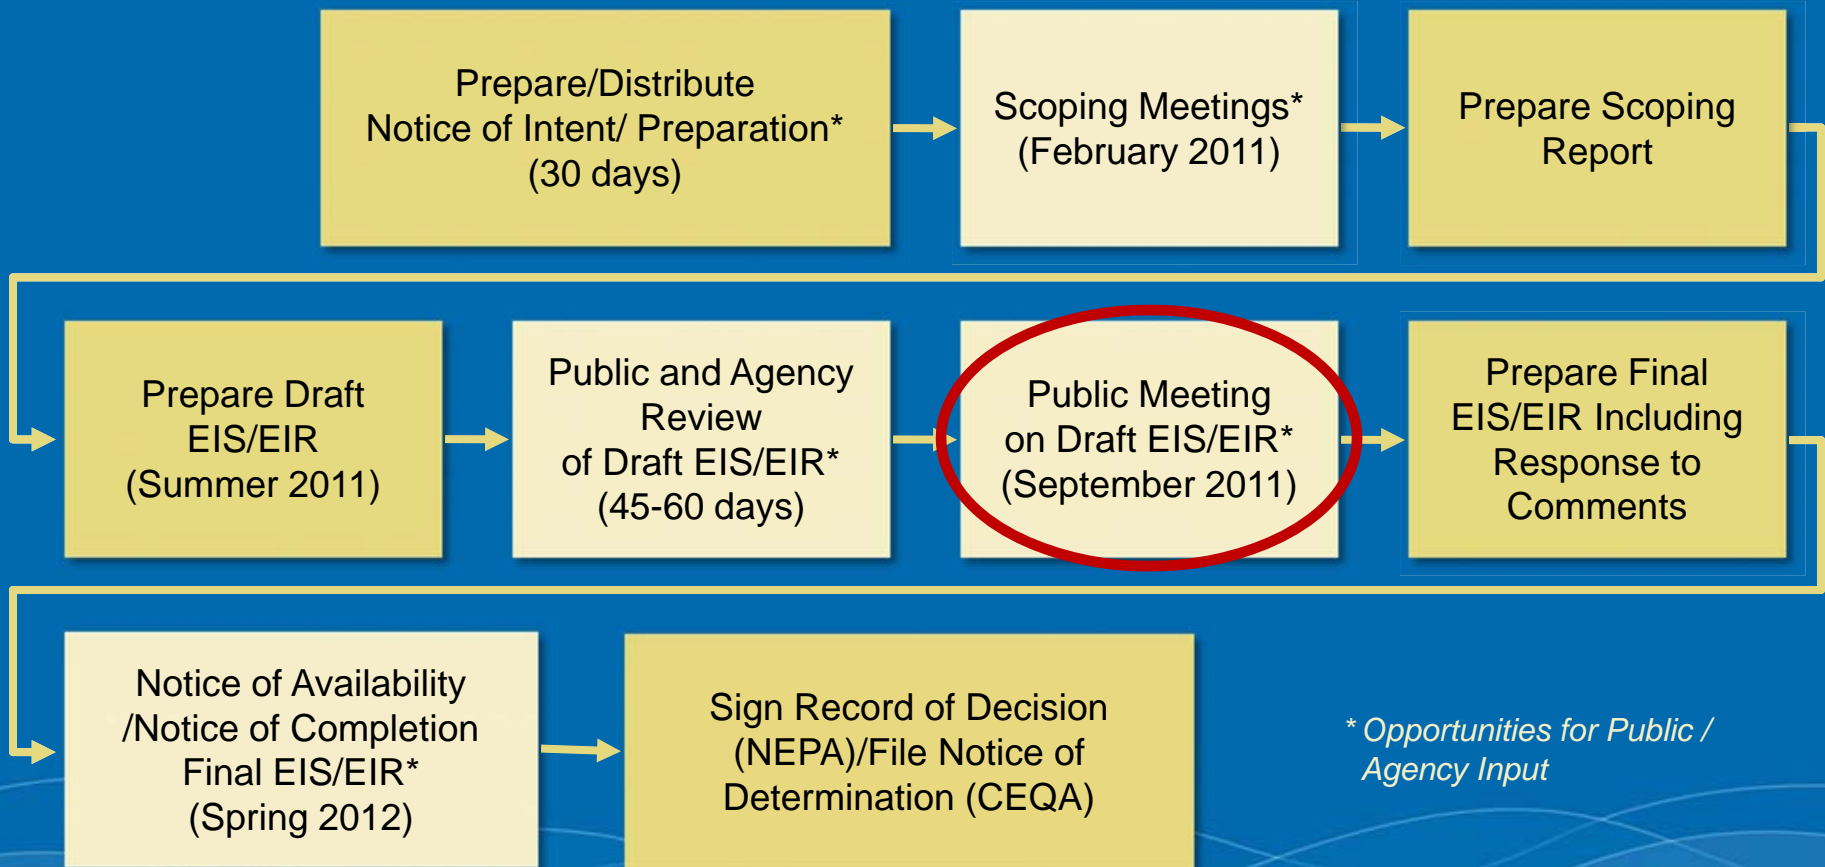 Prepare/Distribute
Notice of Intent/ Preparation*
(30 days)
Scoping Meetings*
(February 2011)
Prepare Scoping
Report
Prepare Draft
EIS/EIR
(Summer 2011)
Public and Agency
Review
of Draft EIS/EIR*
(45-60 days)
Public Meeting
on Draft EIS/EIR*
(September 2011)
Prepare Final
EIS/EIR Including
Response to
Comments
Notice of Availability
/Notice of Completion
Final EIS/EIR*
(Spring 2012)
Sign Record of Decision
(NEPA)/File Notice of
Determination (CEQA)
* Opportunities for Public /
Agency Input